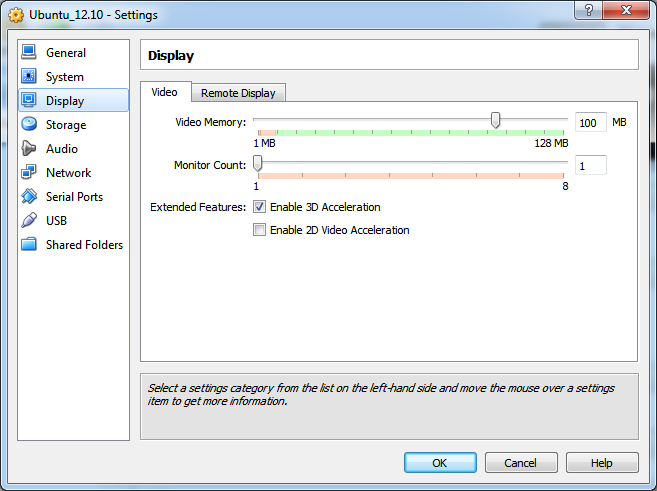 Ubuntu_12.10 - Settings
General
System
Display
Storage
Audio
Network
Serial Ports
USB
Shared Folders
Display
Video
Remote Display
Video Memory:
100 MB
1 MB
128 MB
Monitor Count:
1
1
8
Extended Features:
Enable 3D Acceleration
Enable 2D Video Acceleration
Select a settings category from the list on the left-hand side and move the mouse over a settings
item to get more information.
OK
Cancel
Help